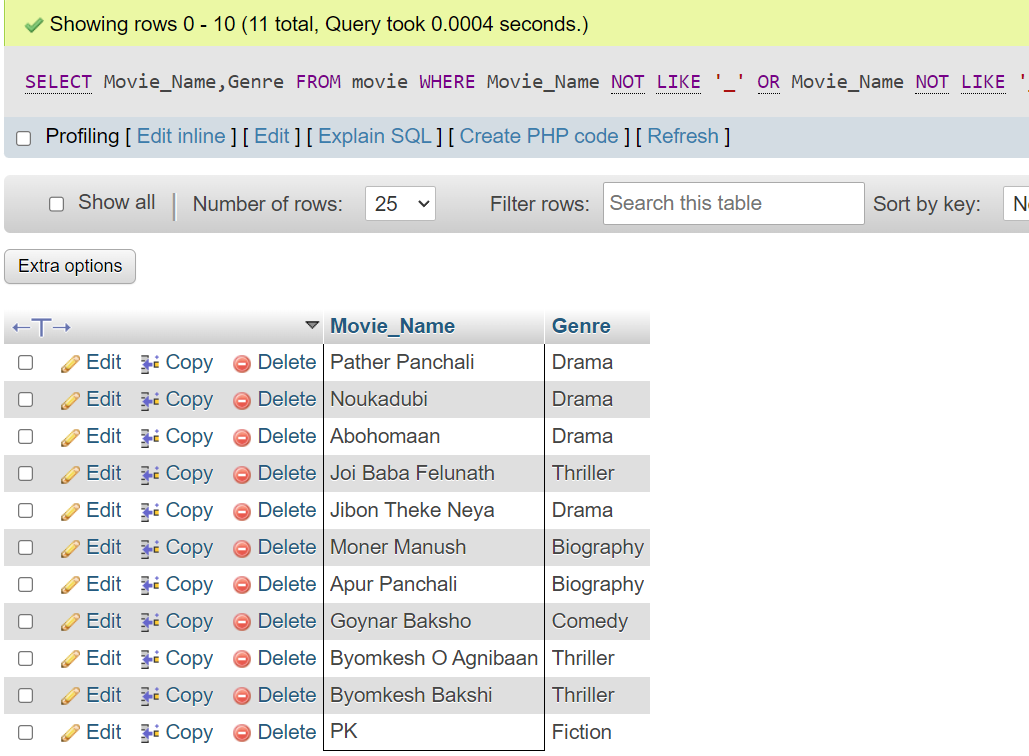 Showing rows 0 - 10 (11 total, Query took 0.0004 seconds.)
SELECT Movie_Name,Genre FROM movie WHERE Movie_Name NOT LIKE '_' OR Movie_Name NOT LIKE '
Profiling [ Edit inline ] [ Edit ] [ Explain SQL ] [ Create PHP code ] [ Refresh ]
Show all Number of rows: 25 Filter rows: Search this table Sort by key:
Extra options
←T→ Movie_Name Genre
Edit Copy Delete Pather Panchali Drama
Edit Copy Delete Noukadubi Drama
Edit Copy Delete Abohomaan Drama
Edit Copy Delete Joi Baba Felunath Thriller
Edit Copy Delete Jibon Theke Neya Drama
Edit Copy Delete Moner Manush Biography
Edit Copy Delete Apur Panchali Biography
Edit Copy Delete Goynar Baksho Comedy
Edit Copy Delete Byomkesh O Agnibaan Thriller
Edit Copy Delete Byomkesh Bakshi Thriller
Edit Copy Delete PK Fiction